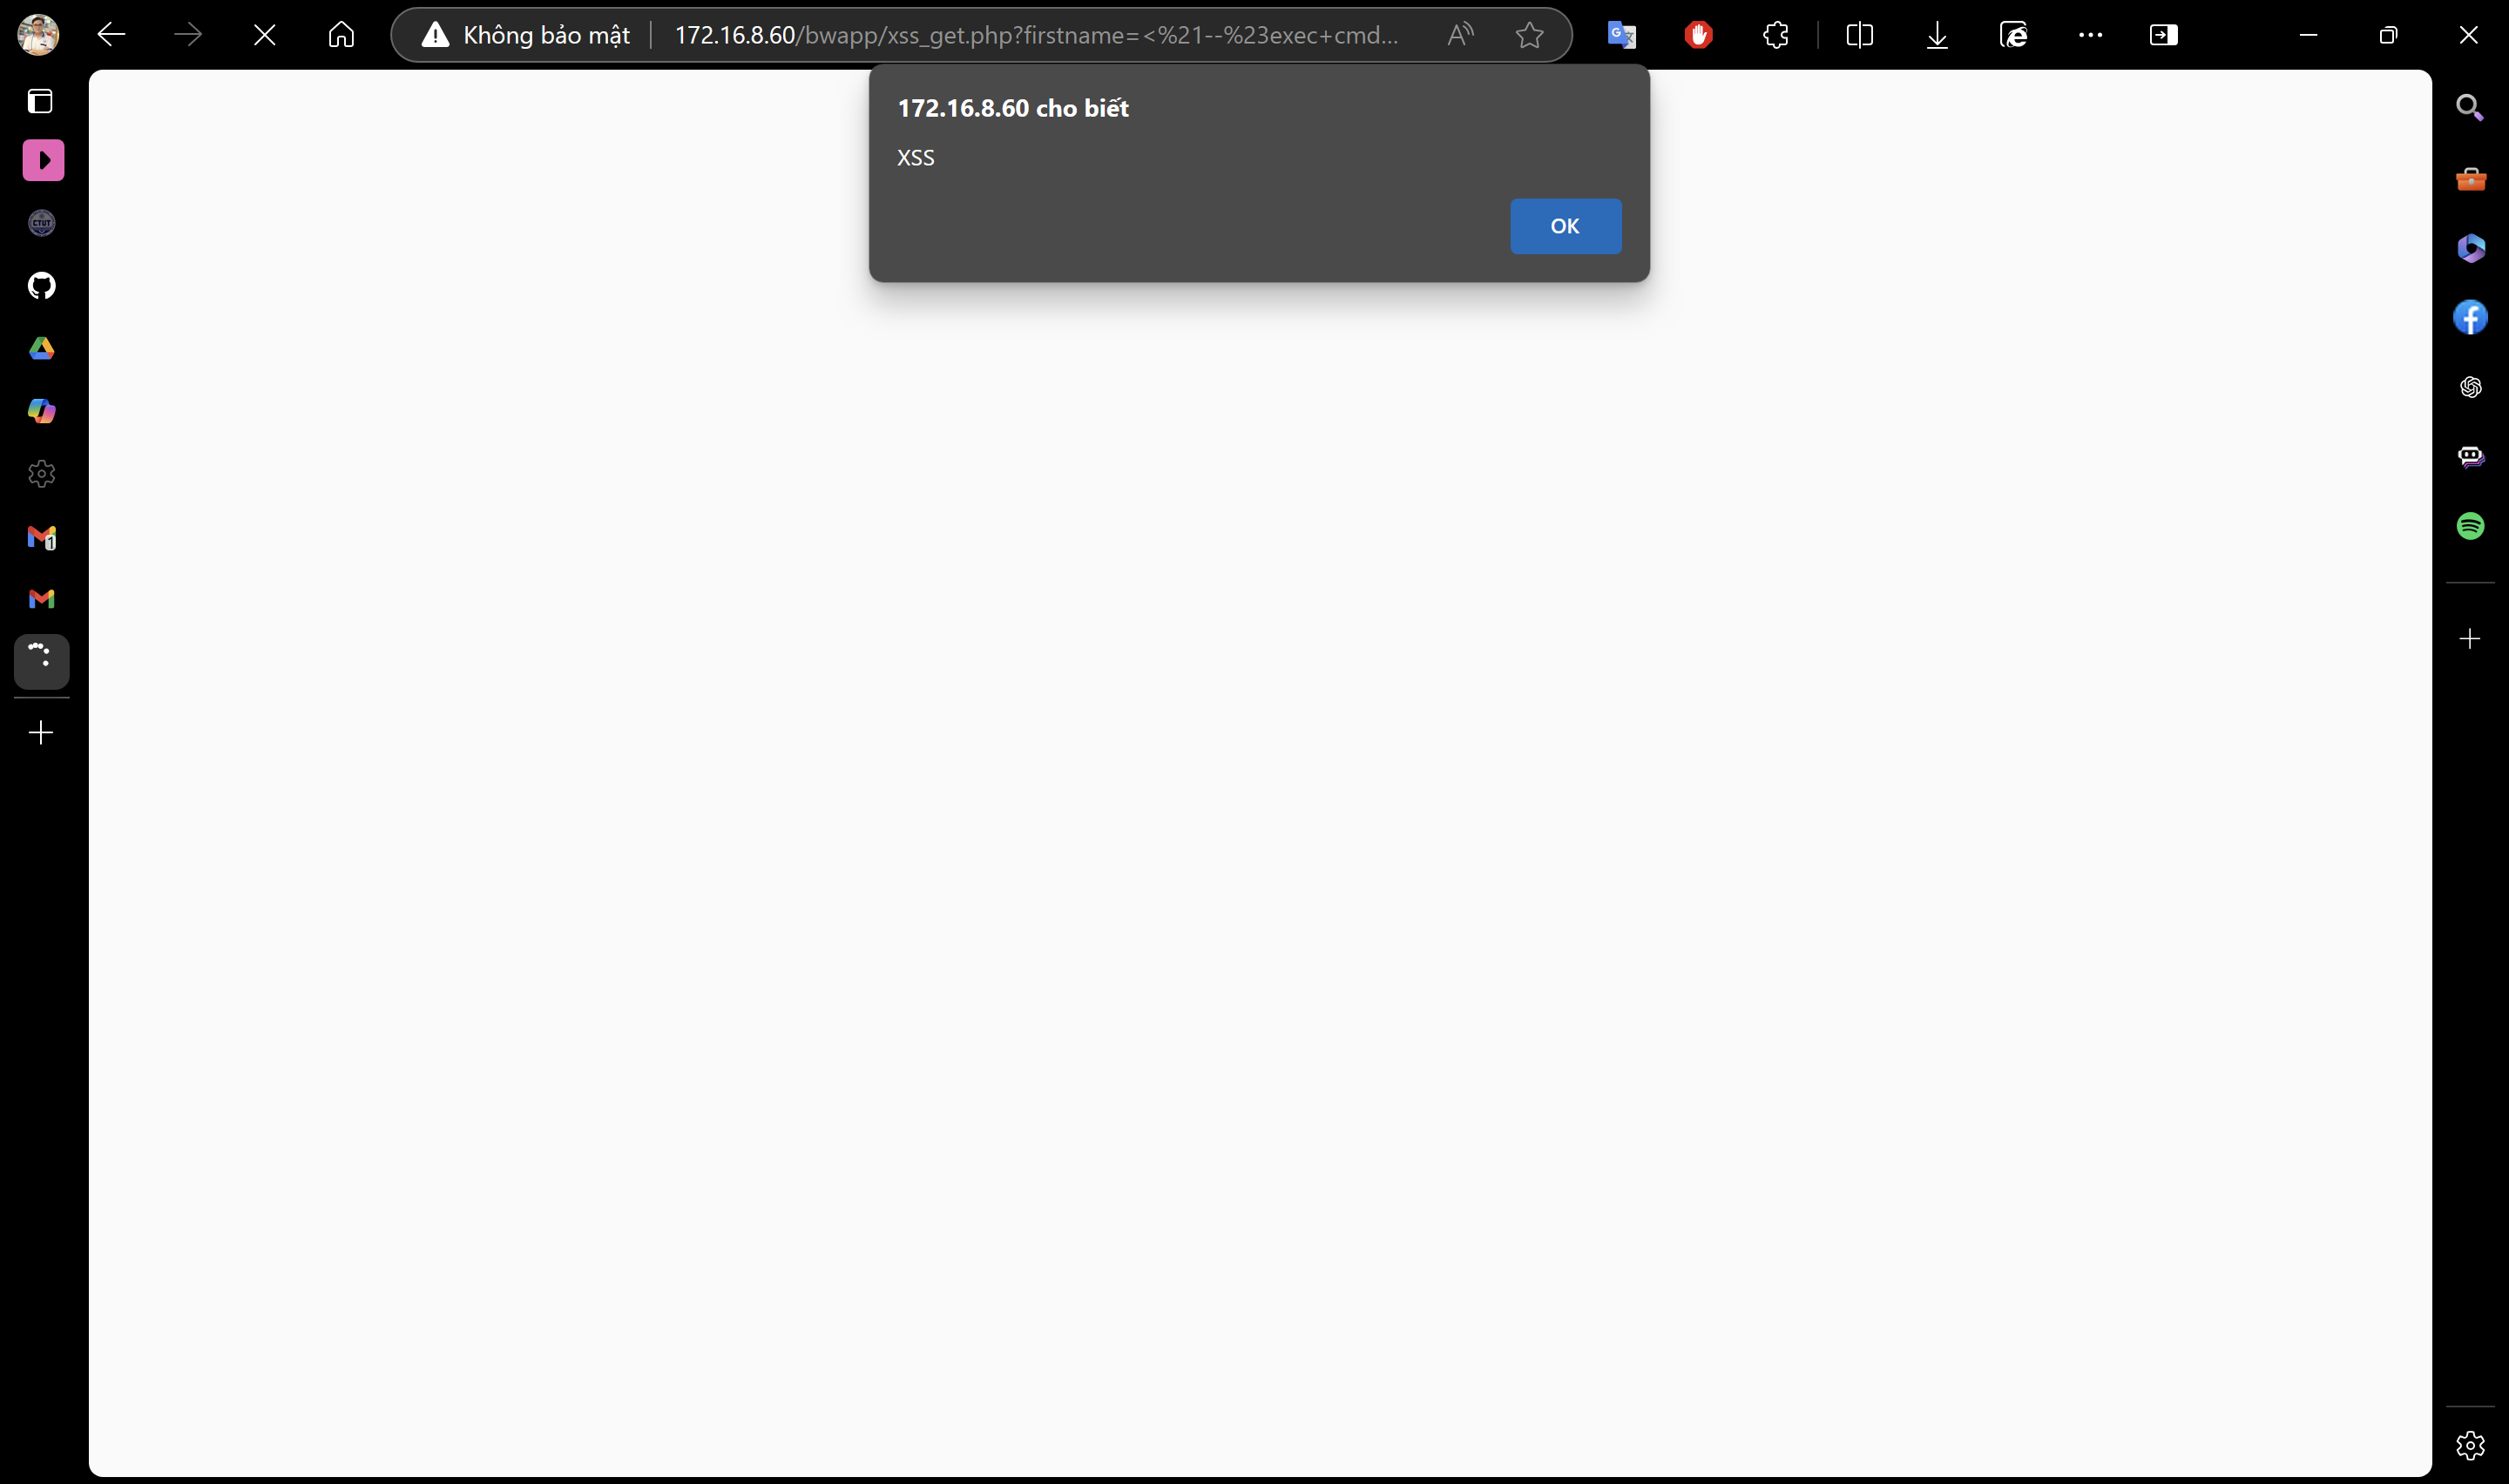 Không bảo mật
172.16.8.60/bwapp/xss_get.php?firstname=<%21--%23exec+cmd...
172.16.8.60 cho biết
XSS
OK
1